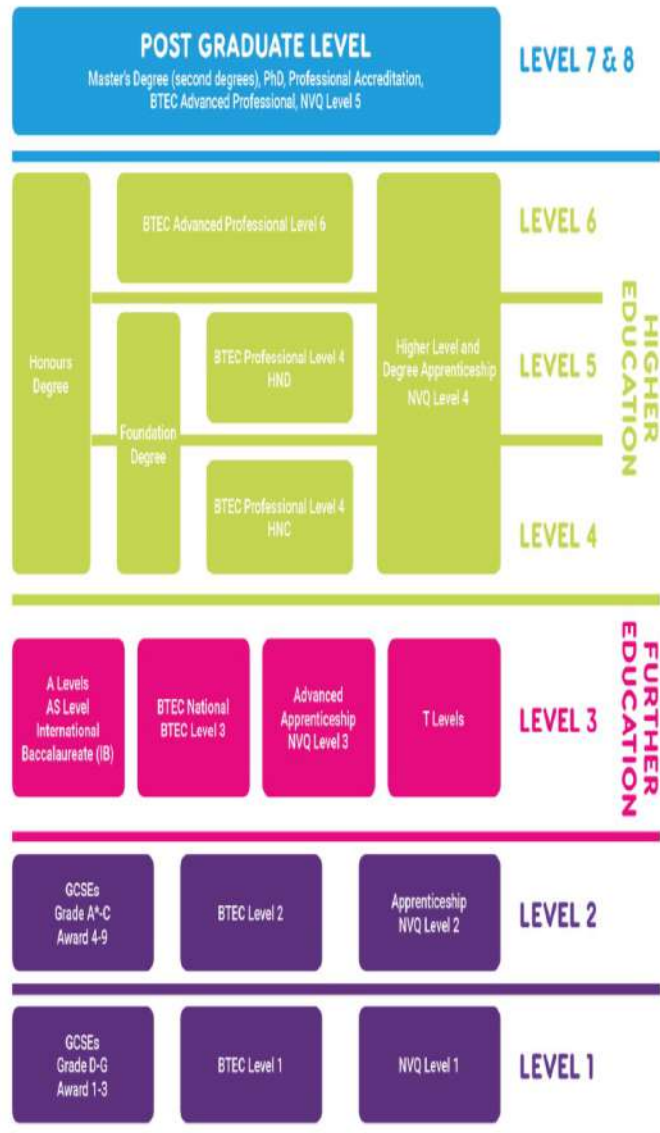 POST GRADUATE LEVEL
Master's Degree (second degrees), PhD, Professional Accreditation,
BTEC Advanced Professional, NVQ Level 5
LEVEL 7 & 8
Honours
Degree
BTEC Advanced Professional Level 6
LEVEL 6
Foundation
Degree
BTEC Professional Level 4
HND
Higher Level and
Degree Apprenticeship
NVQ Level 4
LEVEL 5
BTEC Professional Level 4
HNC
LEVEL 4
HIGHER
EDUCATION
A Levels
AS Level
International
Baccalaureate (IB)
BTEC National
BTEC Level 3
Advanced
Apprenticeship
NVQ Level 3
T Levels
LEVEL 3
FURTHER
EDUCATION
GCSEs
Grade A*-C
Award 4-9
BTEC Level 2
Apprenticeship
NVQ Level 2
LEVEL 2
GCSEs
Grade D-G
Award 1-3
BTEC Level 1
NVQ Level 1
LEVEL 1